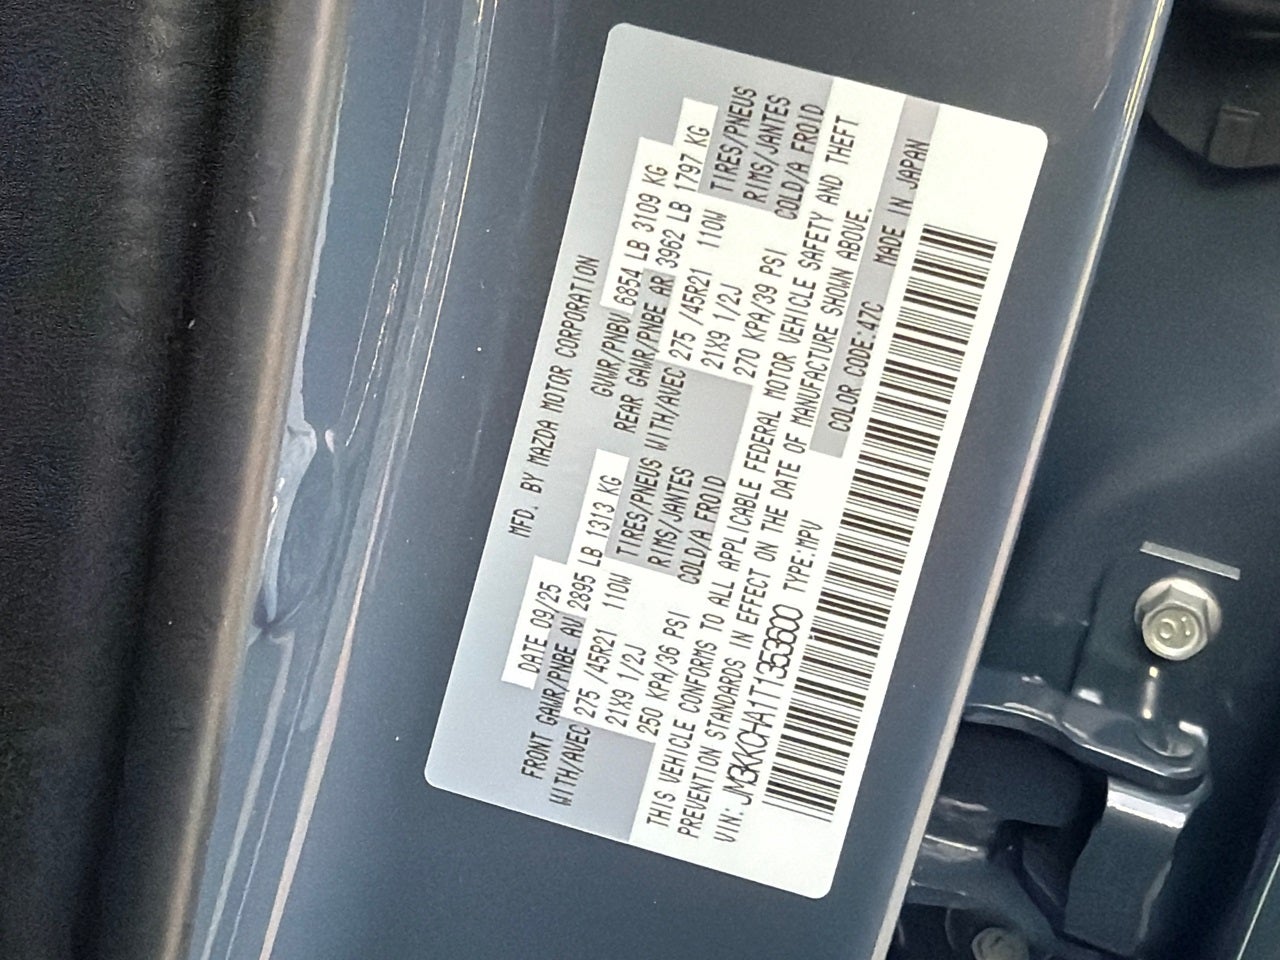 MFD. BY MAZDA MOTOR CORPORATION
DATE 09/25 GVWR/PNBV 6854 LB 3109 KG
FRONT GAWR/PNBE AV 2895 LB 1313 KG REAR GAWR/PNBE AR 3962 LB 1797 KG
WITH/AVEC 275 /45R21 110W TIRES/PNEUS WITH/AVEC 275 /45R21 110W TIRES/PNEUS
21X9 1/2J RIMS/JANTES 21X9 1/2J RIMS/JANTES
250 KPA/36 PSI COLD/A FROID 270 KPA/39 PSI COLD/A FROID
THIS VEHICLE CONFORMS TO ALL APPLICABLE FEDERAL MOTOR VEHICLE SAFETY AND THEFT
PREVENTION STANDARDS IN EFFECT ON THE DATE OF MANUFACTURE SHOWN ABOVE.
VIN: JM3KKCHA1T1353600 TYPE:MPV COLOR CODE:47C MADE IN JAPAN